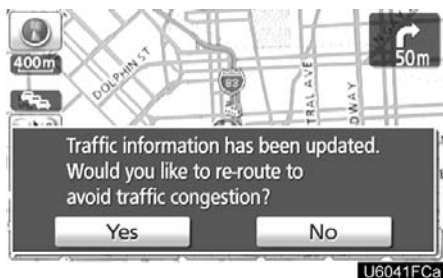 400m
DOLPHIN ST
83
TRAL AVE
DWAY
50m
Traffic information has been updated.
Would you like to re-route to
avoid traffic congestion?
Yes
No
U6041FCa